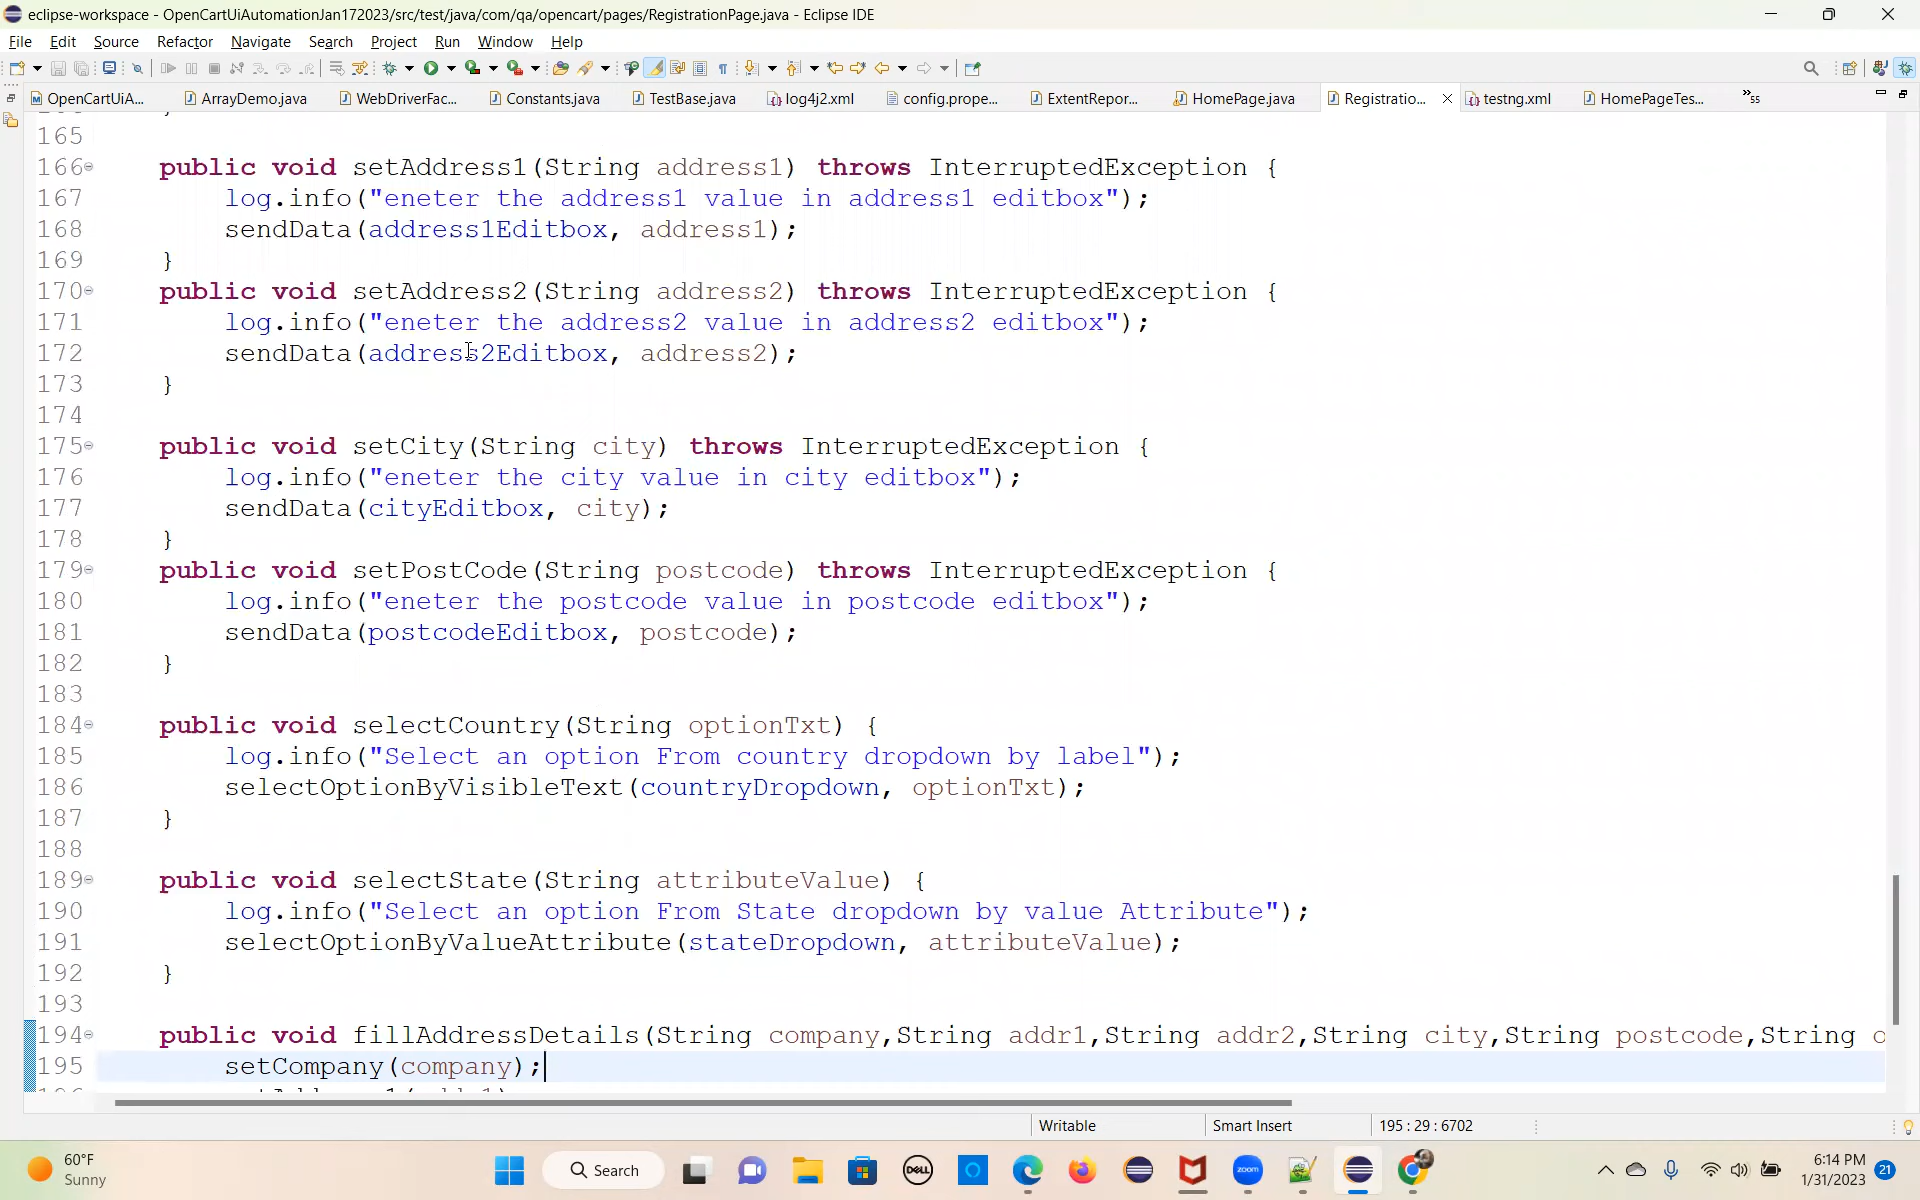 eclipse-workspace - OpenCartUiAutomationJan172023/src/test/java/com/qa/opencart/pages/RegistrationPage.java - Eclipse IDE
File Edit Source Refactor Navigate Search Project Run Window Help
OpenCartUiA... ArrayDemo.java WebDriverFac... Constants.java TestBase.java log4j2.xml config.prope... ExtentRepor... HomePage.java Registratio... testng.xml HomePageTes... »55
165
166 public void setAddress1(String address1) throws InterruptedException {
167 log.info("eneter the address1 value in address1 editbox");
168 sendData(address1Editbox, address1);
169 }
170 public void setAddress2(String address2) throws InterruptedException {
171 log.info("eneter the address2 value in address2 editbox");
172 sendData(address2Editbox, address2);
173 }
174
175 public void setCity(String city) throws InterruptedException {
176 log.info("eneter the city value in city editbox");
177 sendData(cityEditbox, city);
178 }
179 public void setPostCode(String postcode) throws InterruptedException {
180 log.info("eneter the postcode value in postcode editbox");
181 sendData(postcodeEditbox, postcode);
182 }
183
184 public void selectCountry(String optionTxt) {
185 log.info("Select an option From country dropdown by label");
186 selectOptionByVisibleText(countryDropdown, optionTxt);
187 }
188
189 public void selectState(String attributeValue) {
190 log.info("Select an option From State dropdown by value Attribute");
191 selectOptionByValueAttribute(stateDropdown, attributeValue);
192 }
193
194 public void fillAddressDetails(String company,String addr1,String addr2,String city,String postcode,String c
195 setCompany(company);
Writable Smart Insert 195 : 29 : 6702
60°F
Sunny
Search
DELL
zoom
6:14 PM
1/31/2023
21